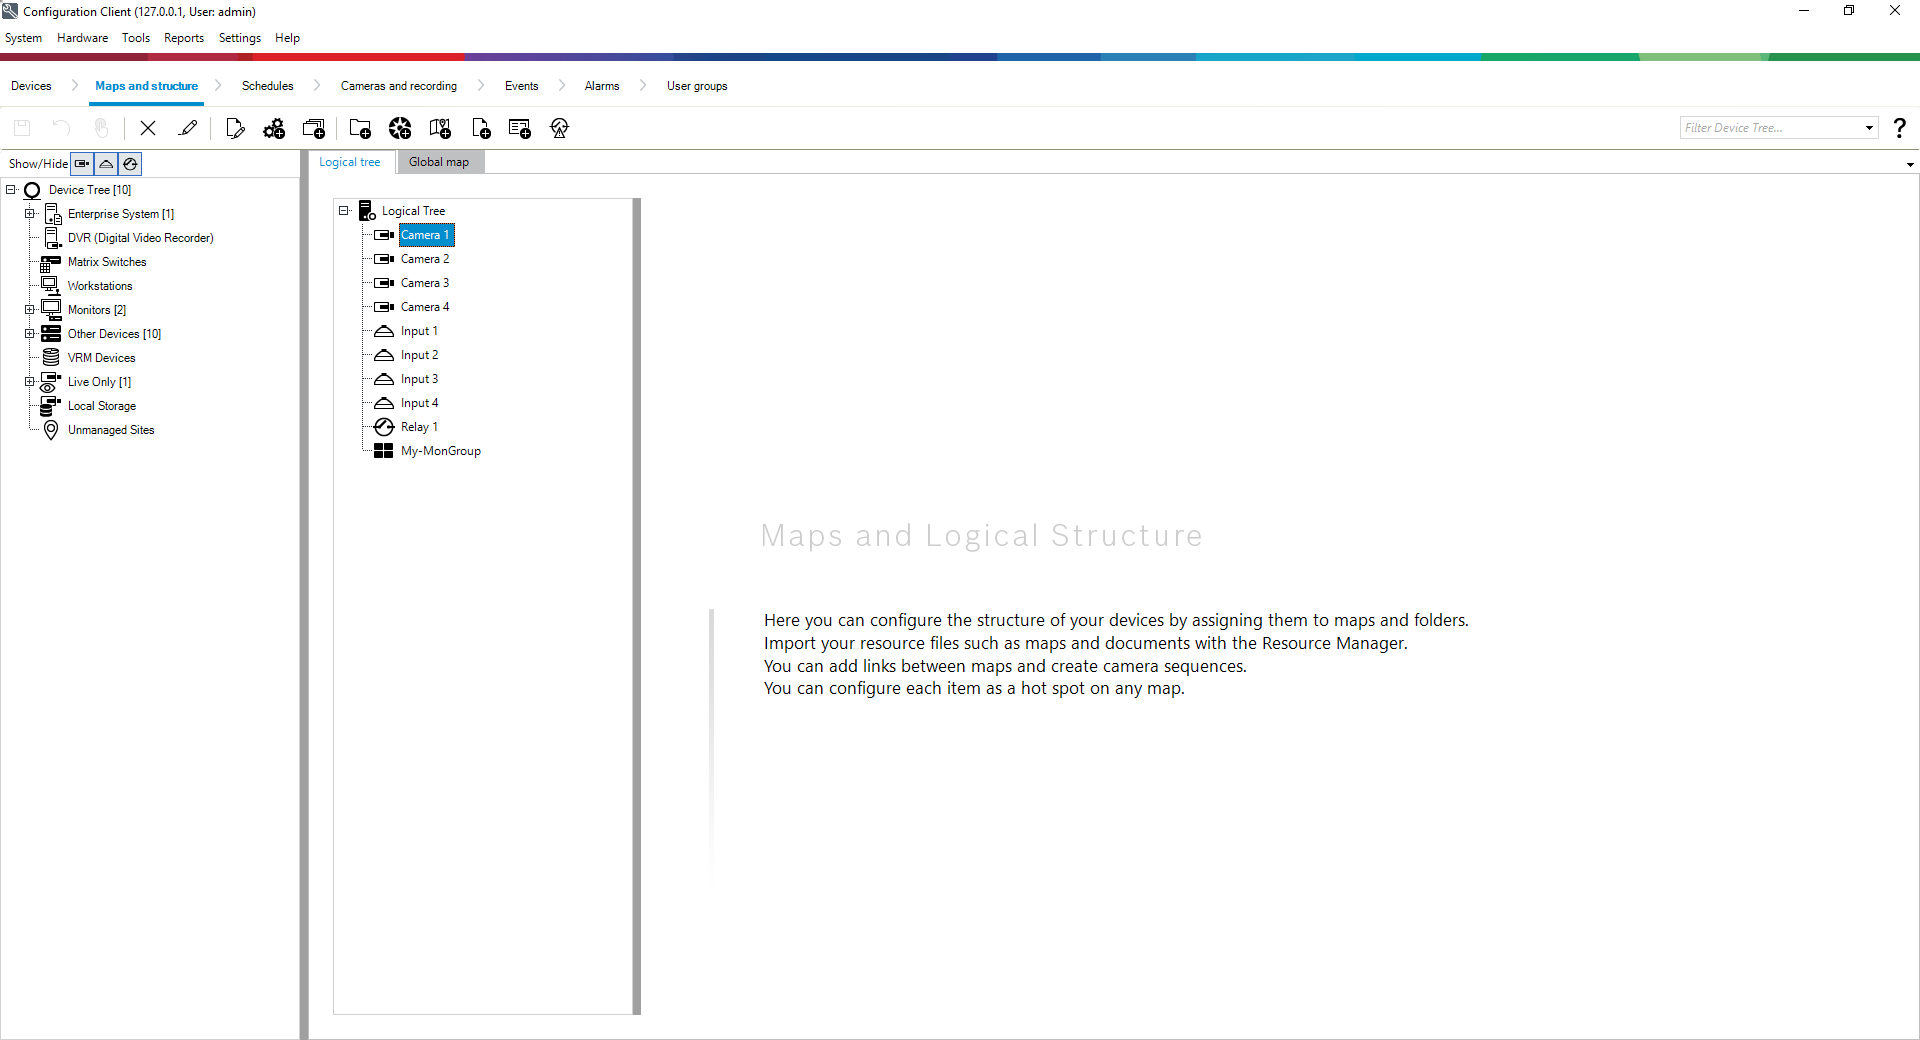 Configuration Client (127.0.0.1, User: admin)
System Hardware Tools Reports Settings Help
Devices Maps and structure Schedules Cameras and recording Events Alarms User groups
Filter Device Tree... ?
Show/Hide
Logical tree Global map
Device Tree [10]
Enterprise System [1]
DVR (Digital Video Recorder)
Matrix Switches
Workstations
Monitors [2]
Other Devices [10]
VRM Devices
Live Only [1]
Local Storage
Unmanaged Sites
Logical Tree
Camera 1
Camera 2
Camera 3
Camera 4
Input 1
Input 2
Input 3
Input 4
Relay 1
My-MonGroup
Maps and Logical Structure
Here you can configure the structure of your devices by assigning them to maps and folders.
Import your resource files such as maps and documents with the Resource Manager.
You can add links between maps and create camera sequences.
You can configure each item as a hot spot on any map.